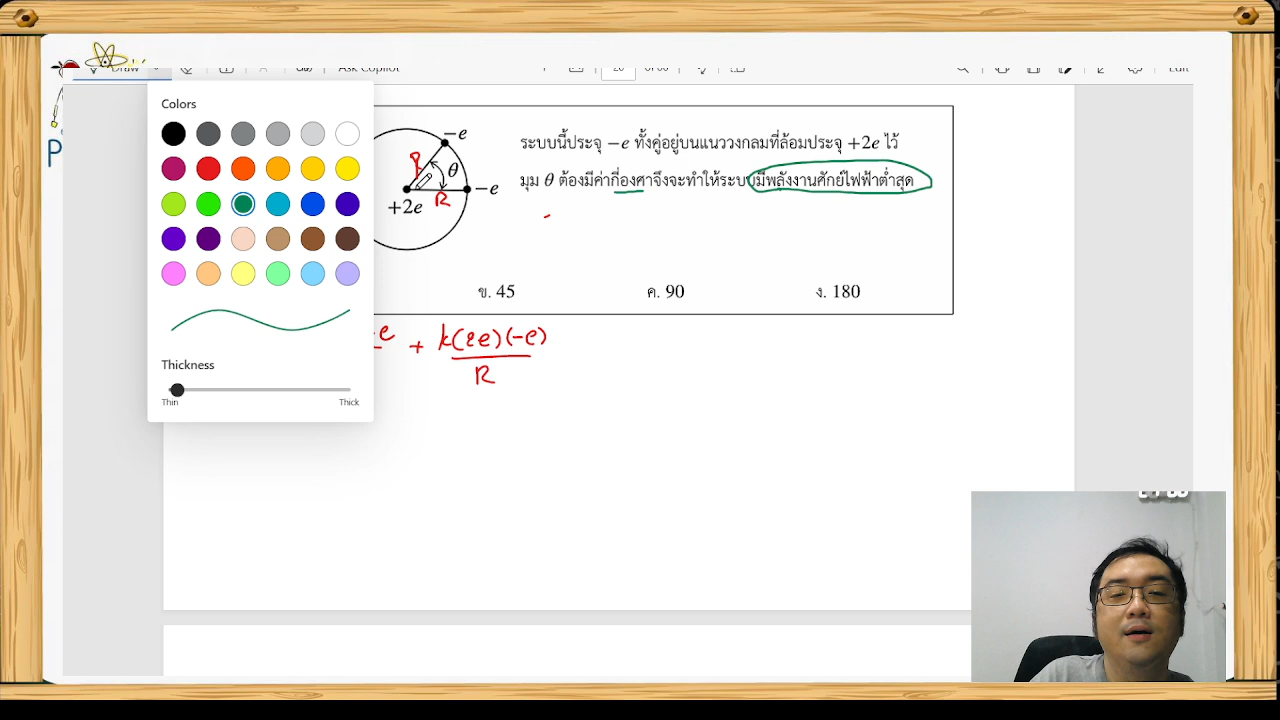 Ask Copilot
Edit
Colors
P
−e
ระบบนี้ประจุ −e ทั้งคู่อยู่บนแนววงกลมที่ล้อมประจุ +2e ไว้
R
θ
มุม θ ต้องมีค่ากี่องศาจึงจะทำให้ระบบมีพลังงานศักย์ไฟฟ้าต่ำสุด
−e
R
+2e
ข. 45
ค. 90
ง. 180
-e + k(2e)(-e)
R
Thickness
Thin
Thick